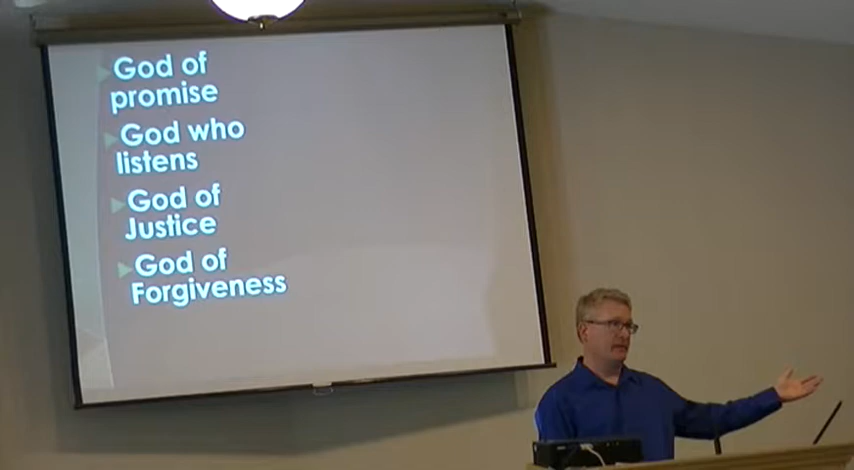 God of
promise
God who
listens
God of
Justice
God of
Forgiveness